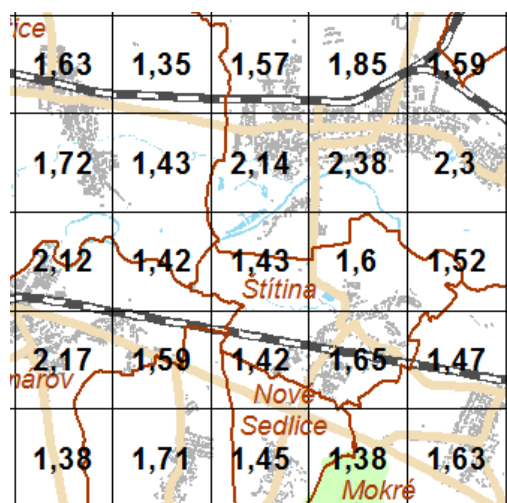 1,63 1,35 1,57 1,85 1,59
1,72 1,43 2,14 2,38 2,3
2,12 1,42 1,43 1,6 1,52
Štítina
2,17 1,59 1,42 1,65 1,47
Nové
Sedlice
1,38 1,71 1,45 1,38 1,63
Mokré